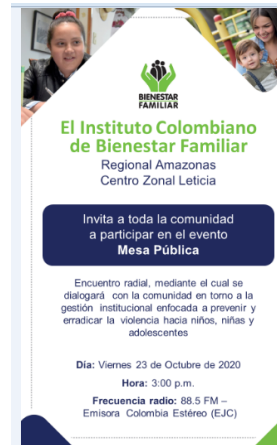 BIENESTAR
FAMILIAR
El Instituto Colombiano
de Bienestar Familiar
Regional Amazonas
Centro Zonal Leticia
Invita a toda la comunidad
a participar en el evento
Mesa Pública
Encuentro radial, mediante el cual se
dialogará con la comunidad en torno a la
gestión institucional enfocada a prevenir y
erradicar la violencia hacia niños, niñas y
adolescentes
Día: Viernes 23 de Octubre de 2020
Hora: 3:00 p.m.
Frecuencia radio: 88.5 FM –
Emisora Colombia Estéreo (EJC)